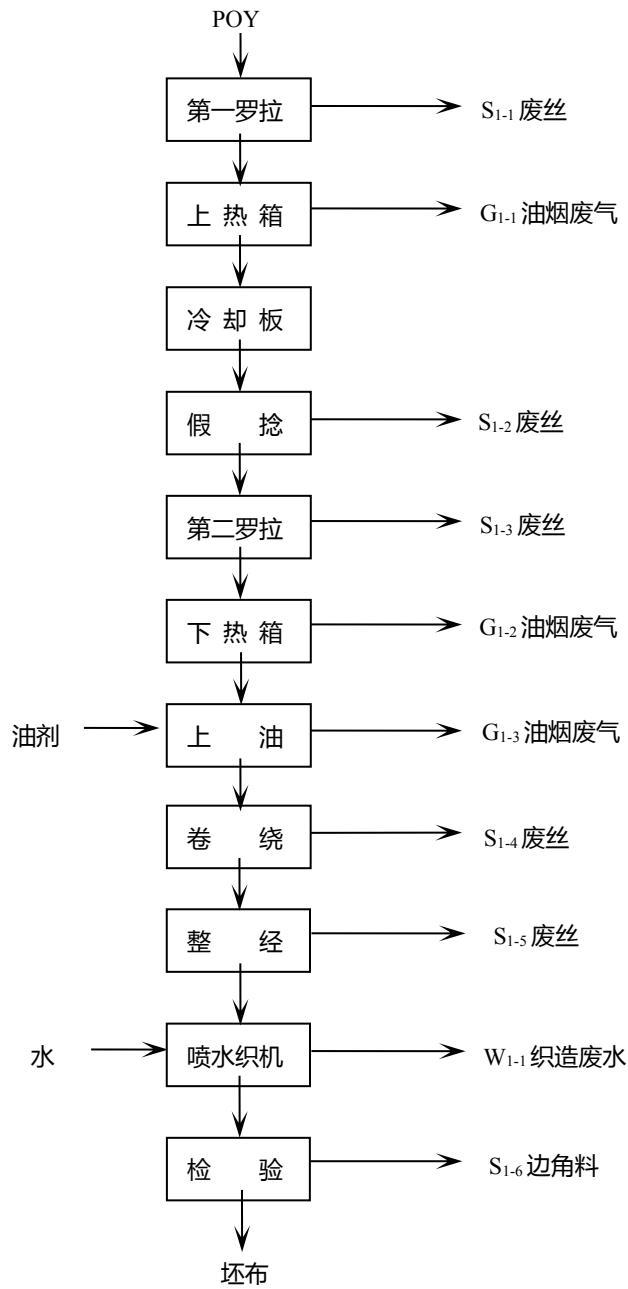 POY
第一罗拉
S1-1 废丝
上 热 箱
G1-1 油烟废气
冷 却 板
假 捻
S1-2 废丝
第二罗拉
S1-3 废丝
下 热 箱
G1-2 油烟废气
油剂
上 油
G1-3 油烟废气
卷 绕
S1-4 废丝
整 经
S1-5 废丝
水
喷水织机
W1-1 织造废水
检 验
S1-6 边角料
坯布